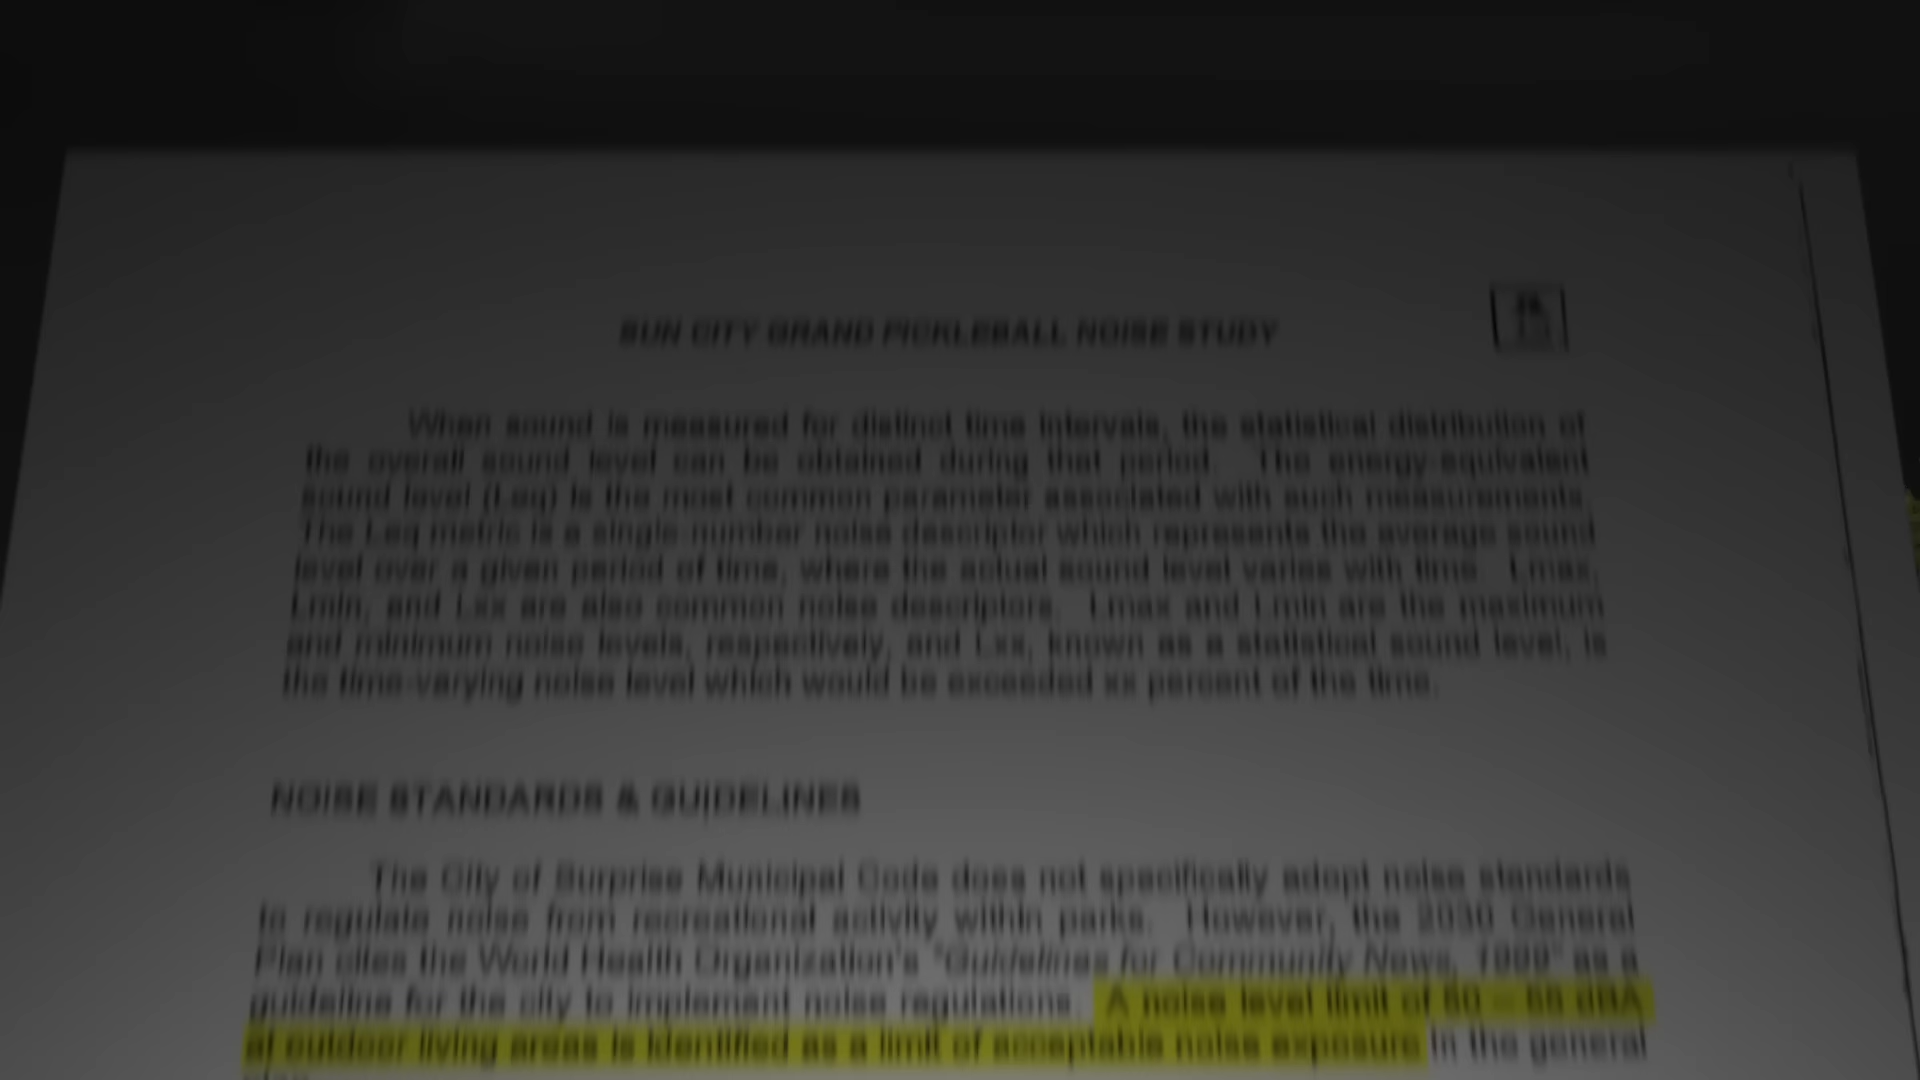 SUN CITY GRAND PICKLEBALL NOISE STUDY
When sound is measured for distinct time intervals, the statistical distribution of
the overall sound level can be obtained during that period. The energy-equivalent
sound level (Leq) is the most common parameter associated with such measurements.
The Leq metric is a single-number noise descriptor which represents the average sound
level over a given period of time, where the actual sound level varies with time. Lmax,
Lmin, and Lxx are also common noise descriptors. Lmax and Lmin are the maximum
and minimum noise levels, respectively, and Lxx, known as a statistical sound level, is
the time-varying noise level which would be exceeded xx percent of the time.
NOISE STANDARDS & GUIDELINES
The City of Surprise Municipal Code does not specifically adopt noise standards
to regulate noise from recreational activity within parks. However, the 2030 General
Plan cites the World Health Organization's "Guidelines for Community News, 1999" as a
guideline for the city to implement noise regulations. A noise level limit of 50 – 55 dBA
at outdoor living areas is identified as a limit of acceptable noise exposure in the general